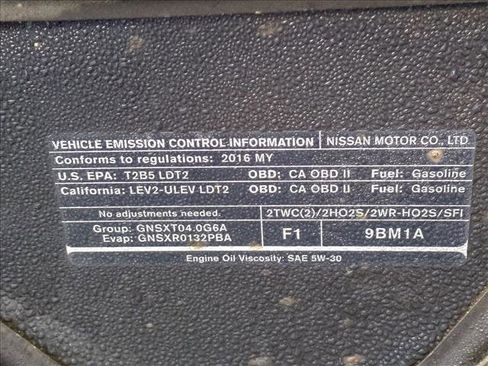 VEHICLE EMISSION CONTROL INFORMATION NISSAN MOTOR CO., LTD
Conforms to regulations: 2016 MY
U.S. EPA: T2B5 LDT2 OBD: CA OBD II Fuel: Gasoline
California: LEV2-ULEV LDT2 OBD: CA OBD II Fuel: Gasoline
No adjustments needed. 2TWC(2)/2HO2S/2WR-HO2S/SFI
Group: GNSXT04.0G6A
Evap: GNSXR0132PBA
F1 9BM1A
Engine Oil Viscosity: SAE 5W-30